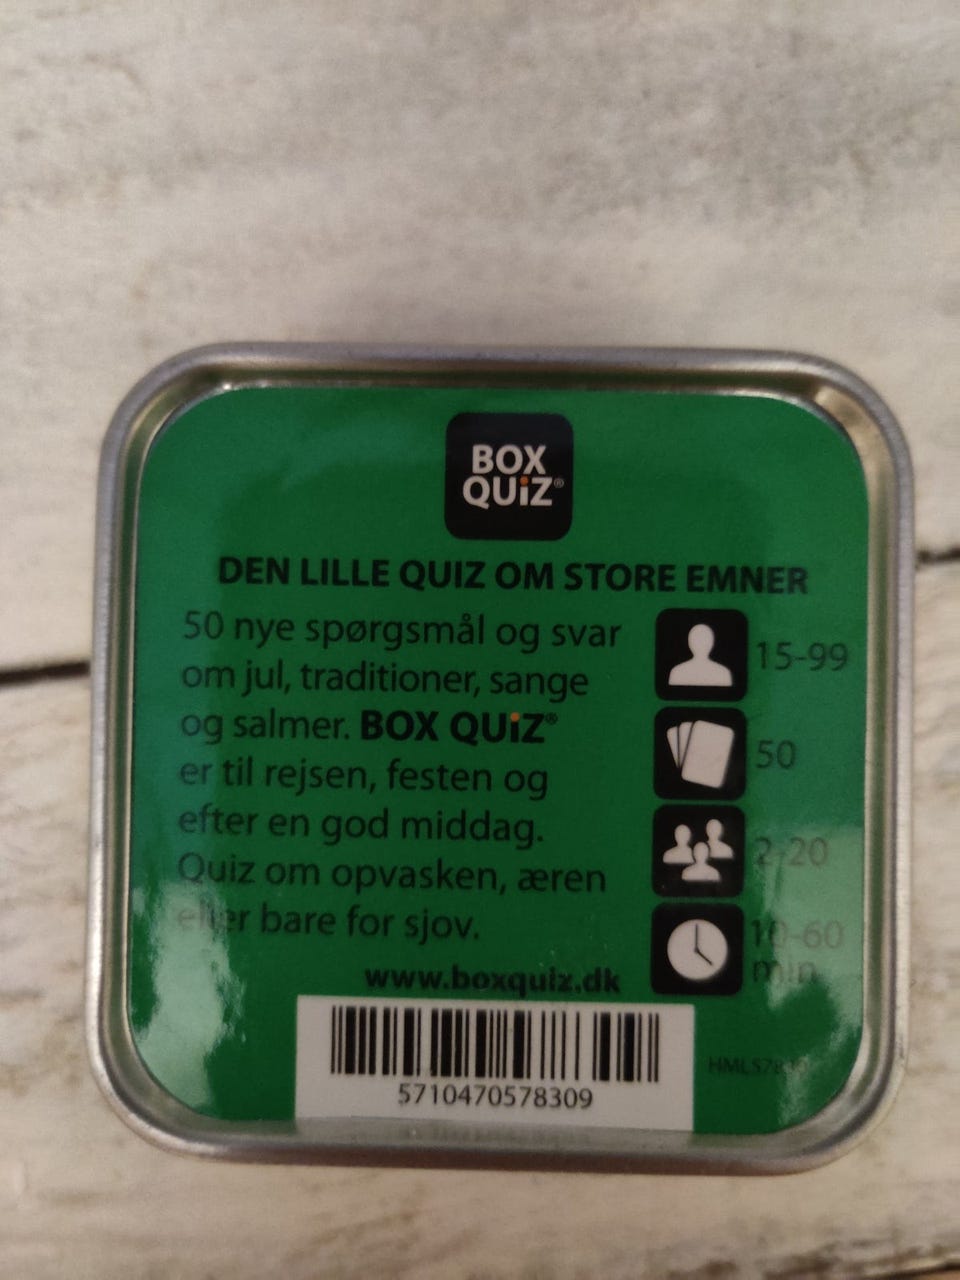 BOX
QUiZ®
DEN LILLE QUIZ OM STORE EMNER
50 nye spørgsmål og svar
om jul, traditioner, sange
og salmer. BOX QUiZ®
er til rejsen, festen og
efter en god middag.
Quiz om opvasken, æren
eller bare for sjov.
www.boxquiz.dk
15-99
50
2-20
10-60
min
5710470578309